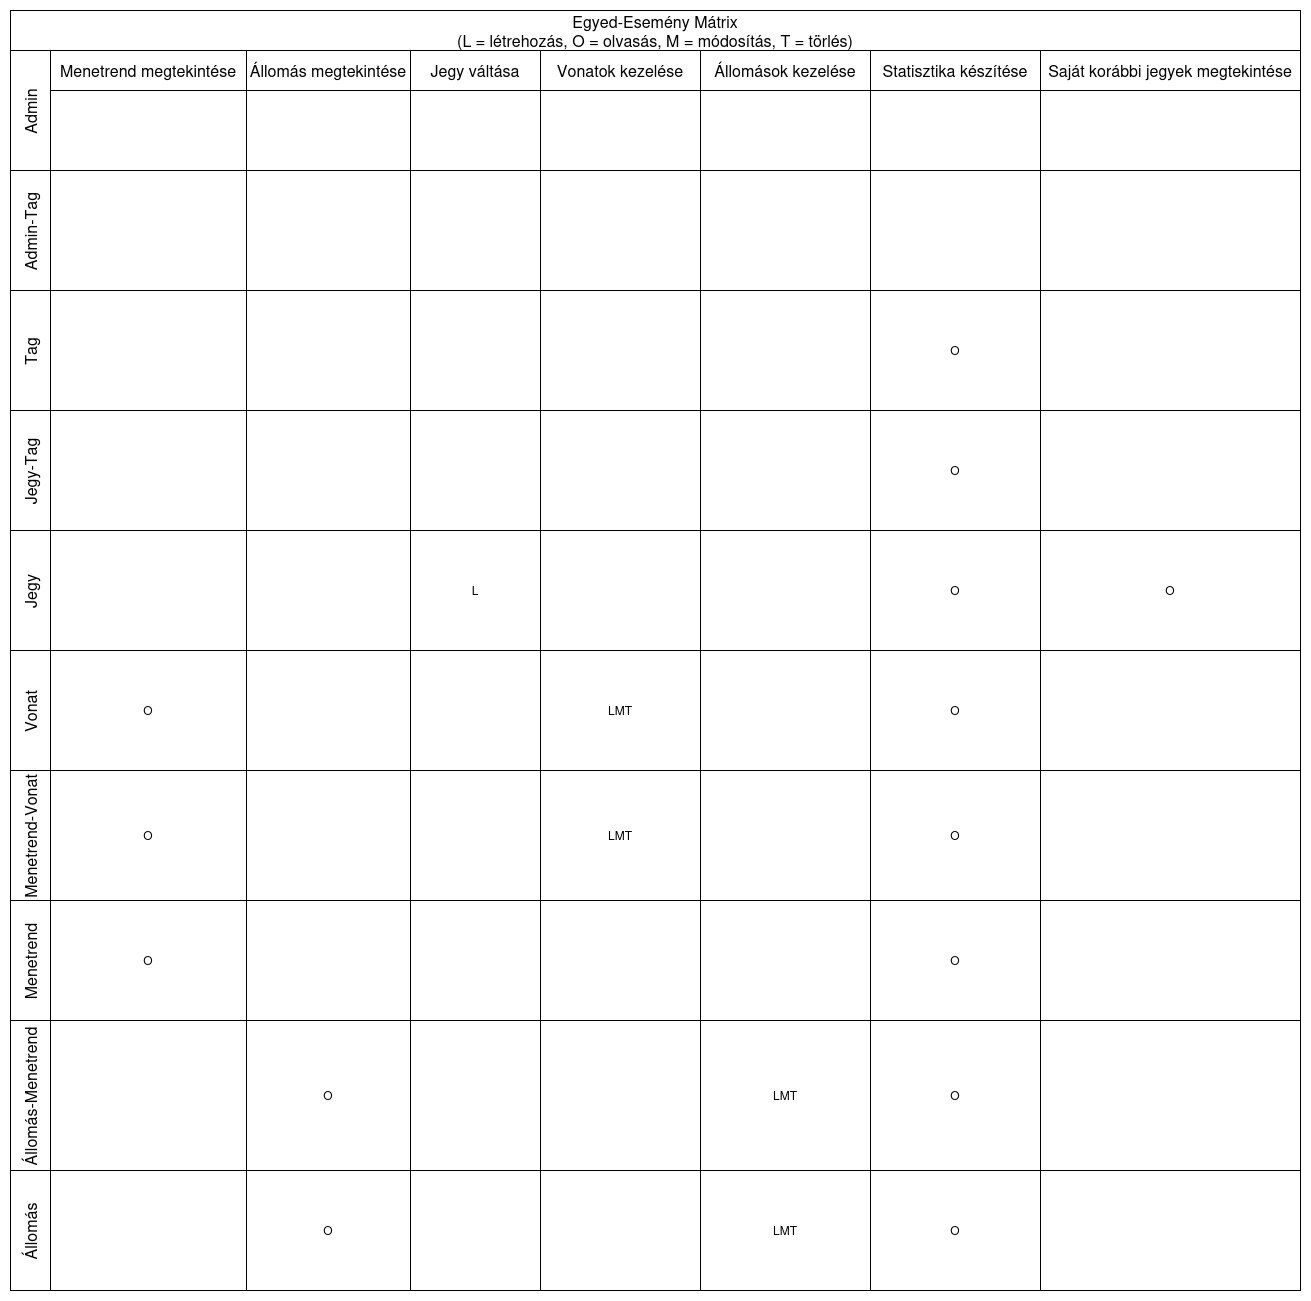 Egyed-Esemény Mátrix
(L = létrehozás, O = olvasás, M = módosítás, T = törlés)
Admin
Menetrend megtekintése
Állomás megtekintése
Jegy váltása
Vonatok kezelése
Állomások kezelése
Statisztika készítése
Saját korábbi jegyek megtekintése
Admin-Tag
Tag
O
Jegy-Tag
O
Jegy
L
O
O
Vonat
O
LMT
O
Menetrend-Vonat
O
LMT
O
Menetrend
O
O
Állomás-Menetrend
O
LMT
O
Állomás
O
LMT
O